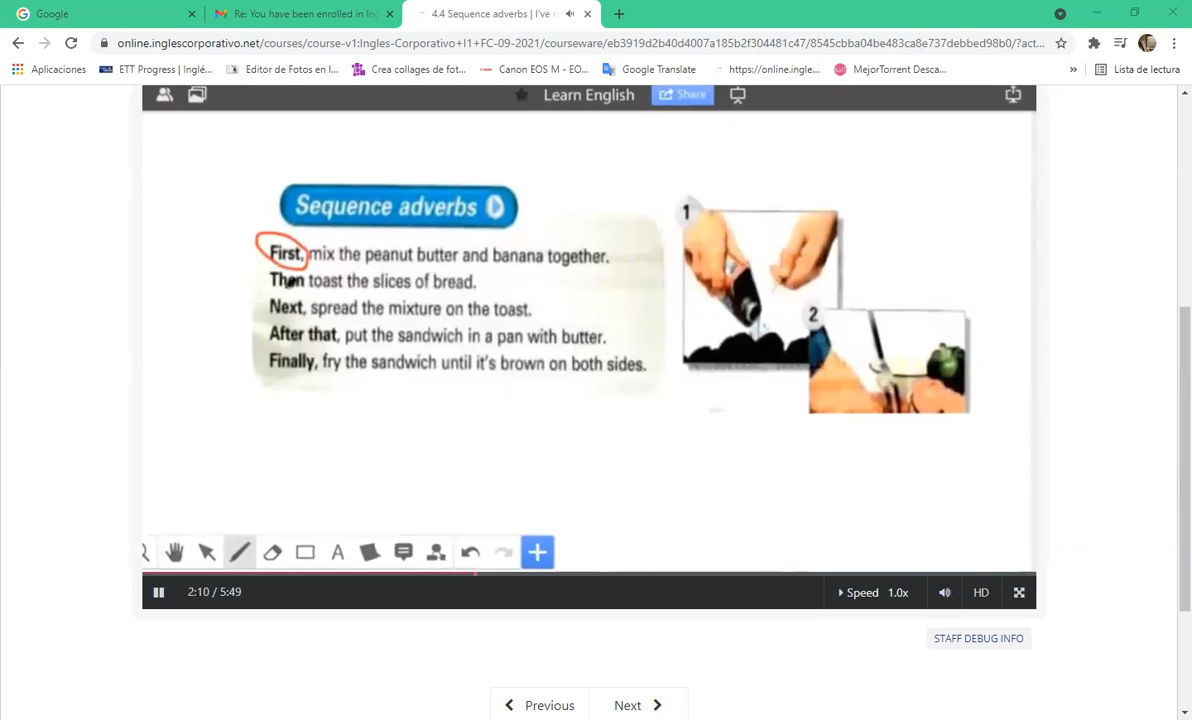 Google
Re: You have been enrolled in Ing
4.4 Sequence adverbs | I've r
online.inglescorporativo.net/courses/course-v1:Ingles-Corporativo+I1+FC-09-2021/courseware/eb3919d2b40d4007a185b2f304481c47/8545cbba04be483ca8e737debbed98b0/?act...
Aplicaciones
ETT Progress | Inglé...
Editor de Fotos en l...
Crea collages de fot...
Canon EOS M - EO...
Google Translate
https://online.ingle...
MejorTorrent Desca...
»
Lista de lectura
Learn English
Share
Sequence adverbs
First, mix the peanut butter and banana together.
Then toast the slices of bread.
Next, spread the mixture on the toast.
After that, put the sandwich in a pan with butter.
Finally, fry the sandwich until it's brown on both sides.
1
2
A
2:10 / 5:49
Speed 1.0x
HD
STAFF DEBUG INFO
Previous
Next